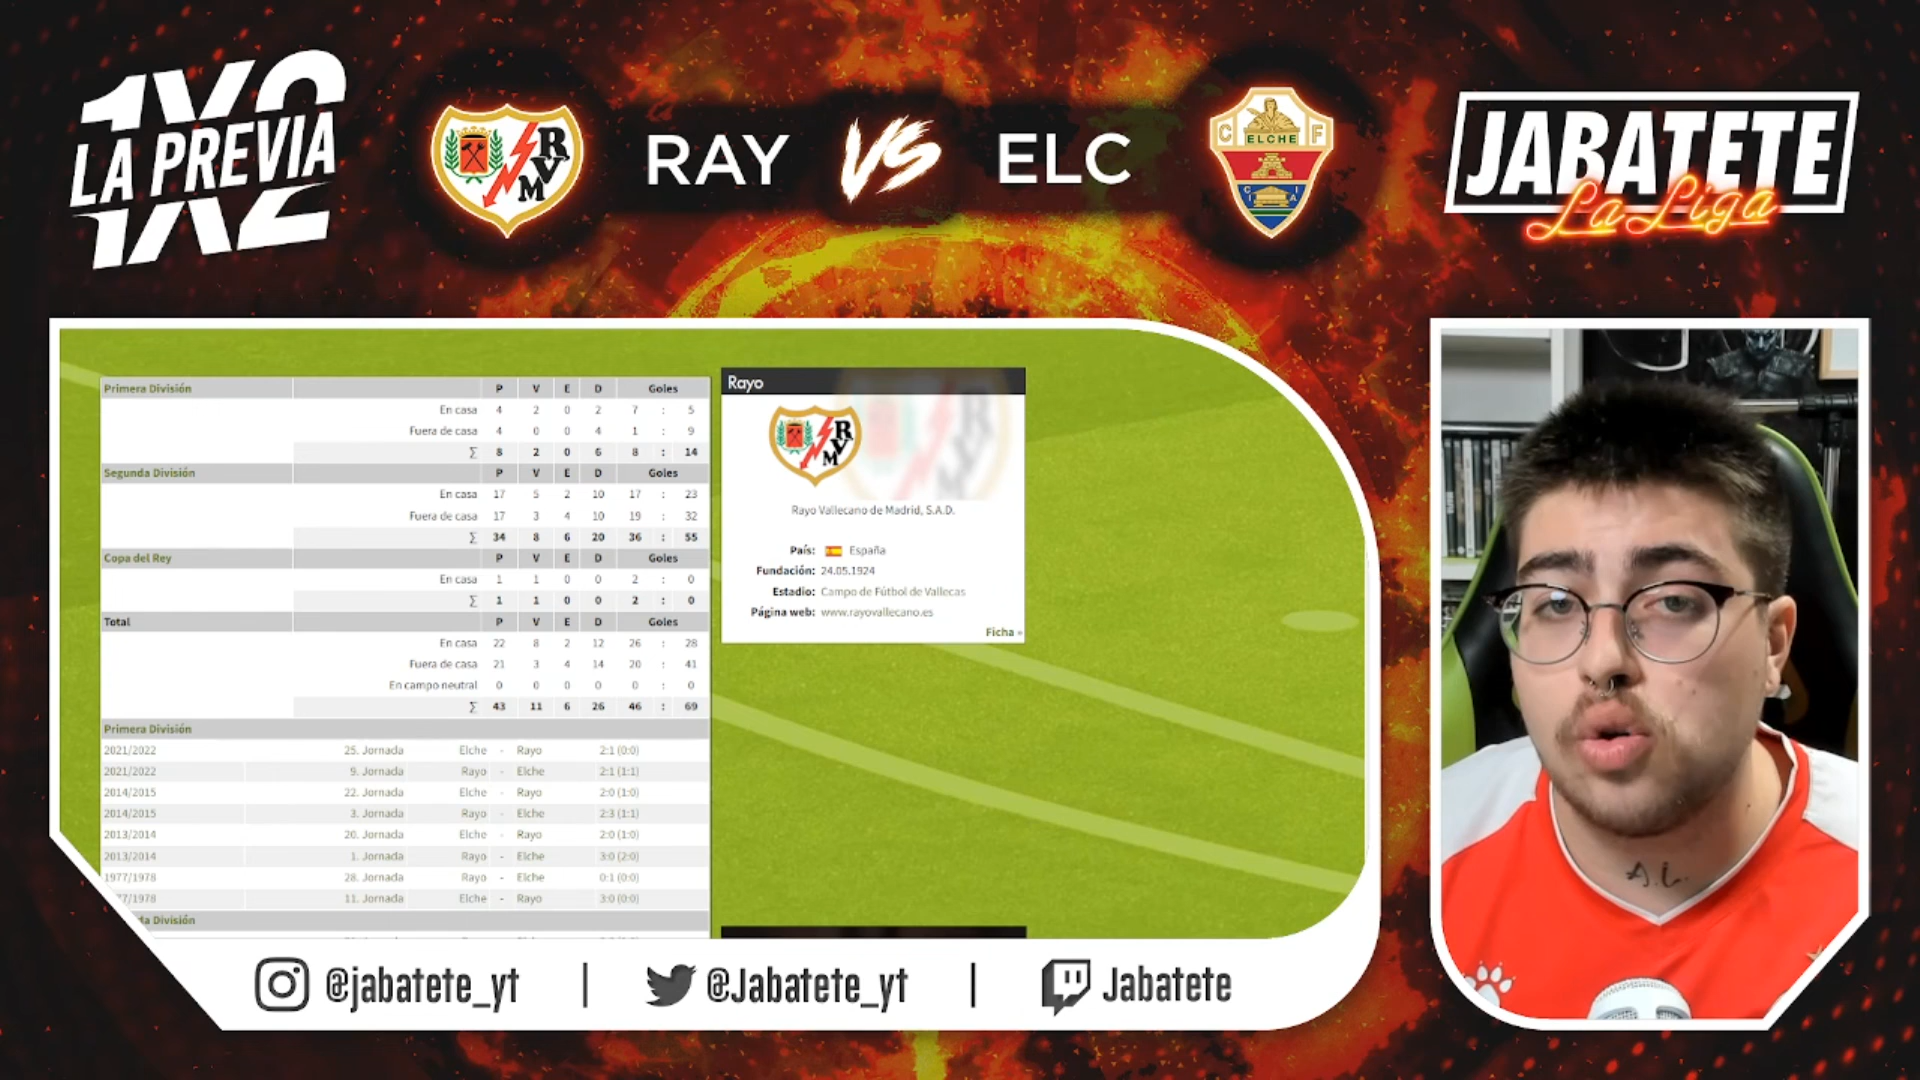 1X2
LA PREVIA
RVM
RAY VS ELC
C ELCHE F
JABATETE
La Liga
Primera División P V E D Goles
En casa 4 2 0 2 7 : 5
Fuera de casa 4 0 0 4 1 : 9
∑ 8 2 0 6 8 : 14
Segunda División P V E D Goles
En casa 17 5 2 10 17 : 23
Fuera de casa 17 3 4 10 19 : 32
∑ 34 8 6 20 36 : 55
Copa del Rey P V E D Goles
En casa 1 1 0 0 2 : 0
∑ 1 1 0 0 2 : 0
Total P V E D Goles
En casa 22 8 2 12 26 : 28
Fuera de casa 21 3 4 14 20 : 41
En campo neutral 0 0 0 0 0 : 0
∑ 43 11 6 26 46 : 69
Primera División
2021/2022 25. Jornada Elche - Rayo 2:1 (0:0)
2021/2022 9. Jornada Rayo - Elche 2:1 (1:1)
2014/2015 22. Jornada Elche - Rayo 2:0 (1:0)
2014/2015 3. Jornada Rayo - Elche 2:3 (1:1)
2013/2014 20. Jornada Elche - Rayo 2:0 (1:0)
2013/2014 1. Jornada Rayo - Elche 3:0 (2:0)
1977/1978 28. Jornada Rayo - Elche 0:1 (0:0)
77/1978 11. Jornada Elche - Rayo 3:0 (0:0)
da División
Rayo
RVM
Rayo Vallecano de Madrid, S.A.D.
País: España
Fundación: 24.05.1924
Estadio: Campo de Fútbol de Vallecas
Página web: www.rayovallecano.es
Ficha »
A.L.
@jabatete_yt | @Jabatete_yt | Jabatete